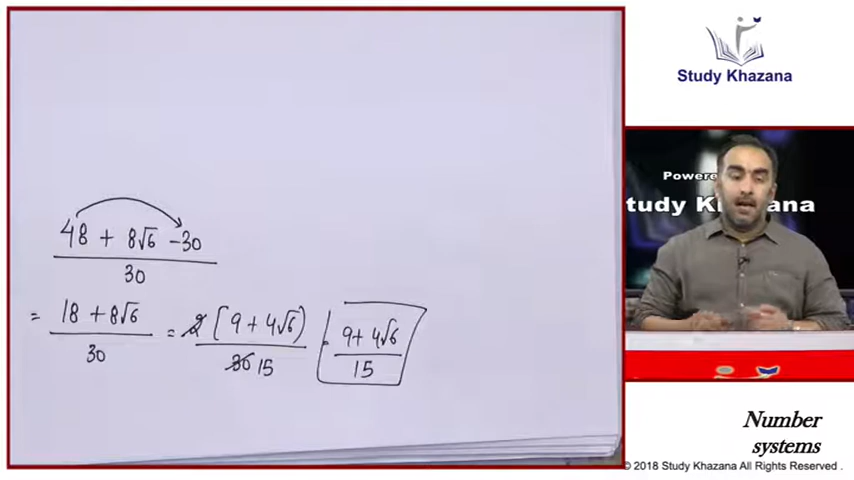 48 + 8√6 -30
30
= 18 + 8√6
30
= 2 [9 + 4√6)
30 15
= 9+ 4√6
15
Study Khazana
Powere
tudy K ana
Number
systems
© 2018 Study Khazana All Rights Reserved .